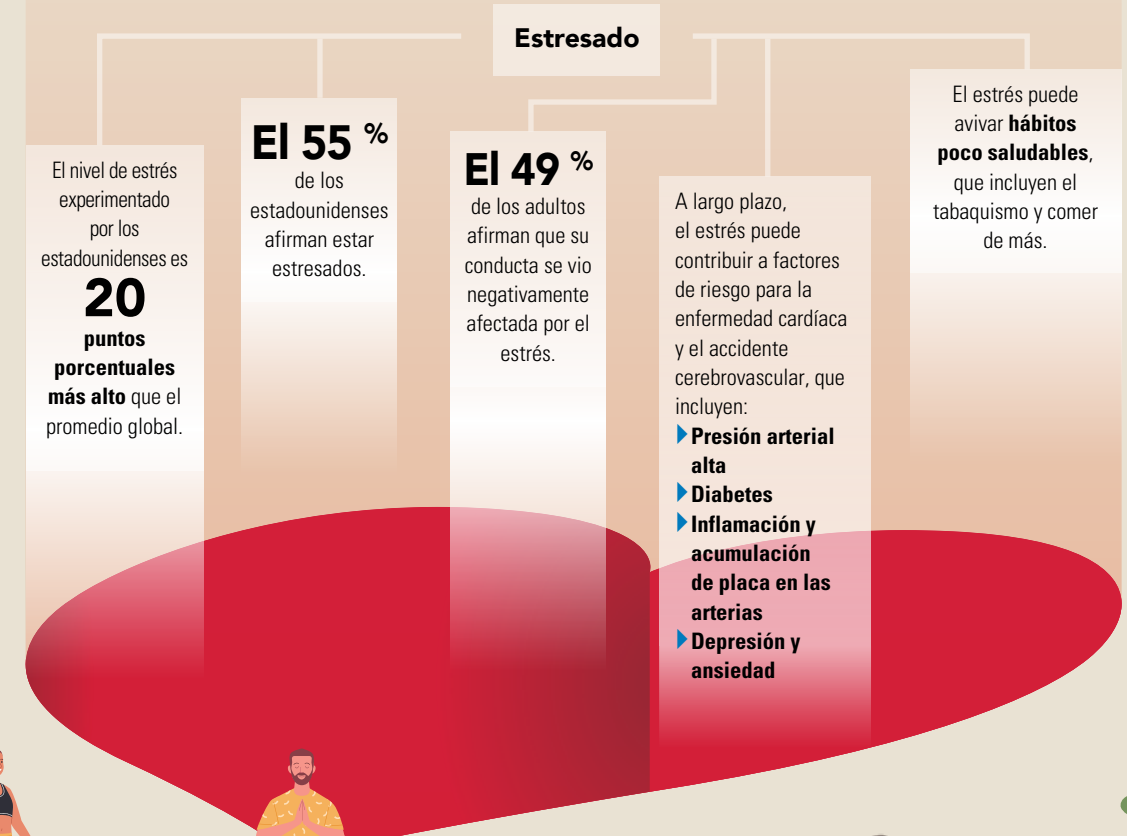 Estresado
El nivel de estrés
experimentado
por los
estadounidenses es
20
puntos
porcentuales
más alto que el
promedio global.
El 55 %
de los
estadounidenses
afirman estar
estresados.
El 49 %
de los adultos
afirman que su
conducta se vio
negativamente
afectada por el
estrés.
A largo plazo,
el estrés puede
contribuir a factores
de riesgo para la
enfermedad cardíaca
y el accidente
cerebrovascular, que
incluyen:
Presión arterial
alta
Diabetes
Inflamación y
acumulación
de placa en las
arterias
Depresión y
ansiedad
El estrés puede
avivar hábitos
poco saludables,
que incluyen el
tabaquismo y comer
de más.